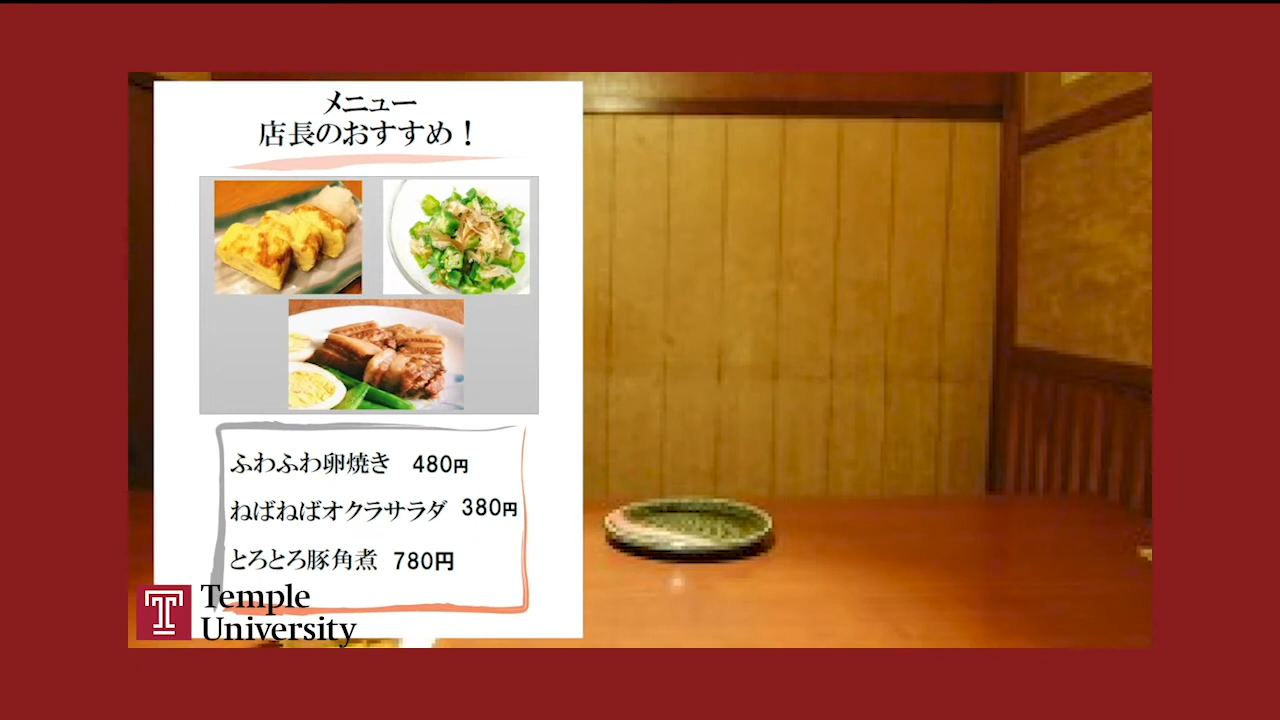 メニュー
店長のおすすめ！
ふわふわ卵焼き 480円
ねばねばオクラサラダ 380円
とろとろ豚角煮 780円
Temple
University